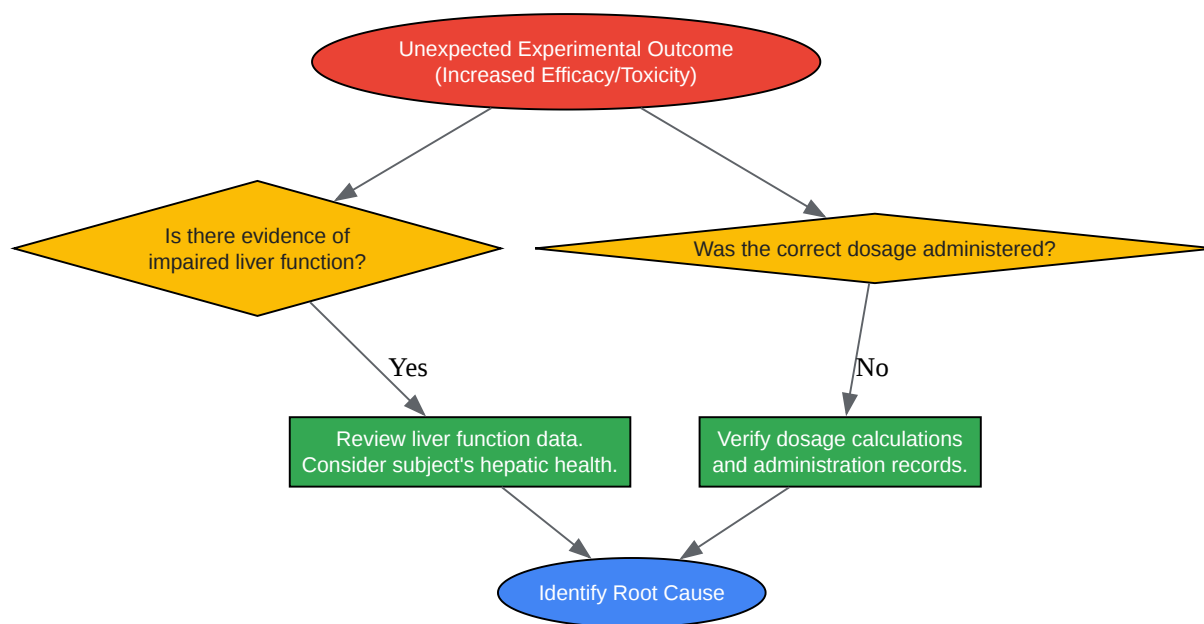 Unexpected Experimental Outcome
(Increased Efficacy/Toxicity)
Is there evidence of
impaired liver function?
Was the correct dosage administered?
Yes
No
Review liver function data.
Consider subject's hepatic health.
Verify dosage calculations
and administration records.
Identify Root Cause